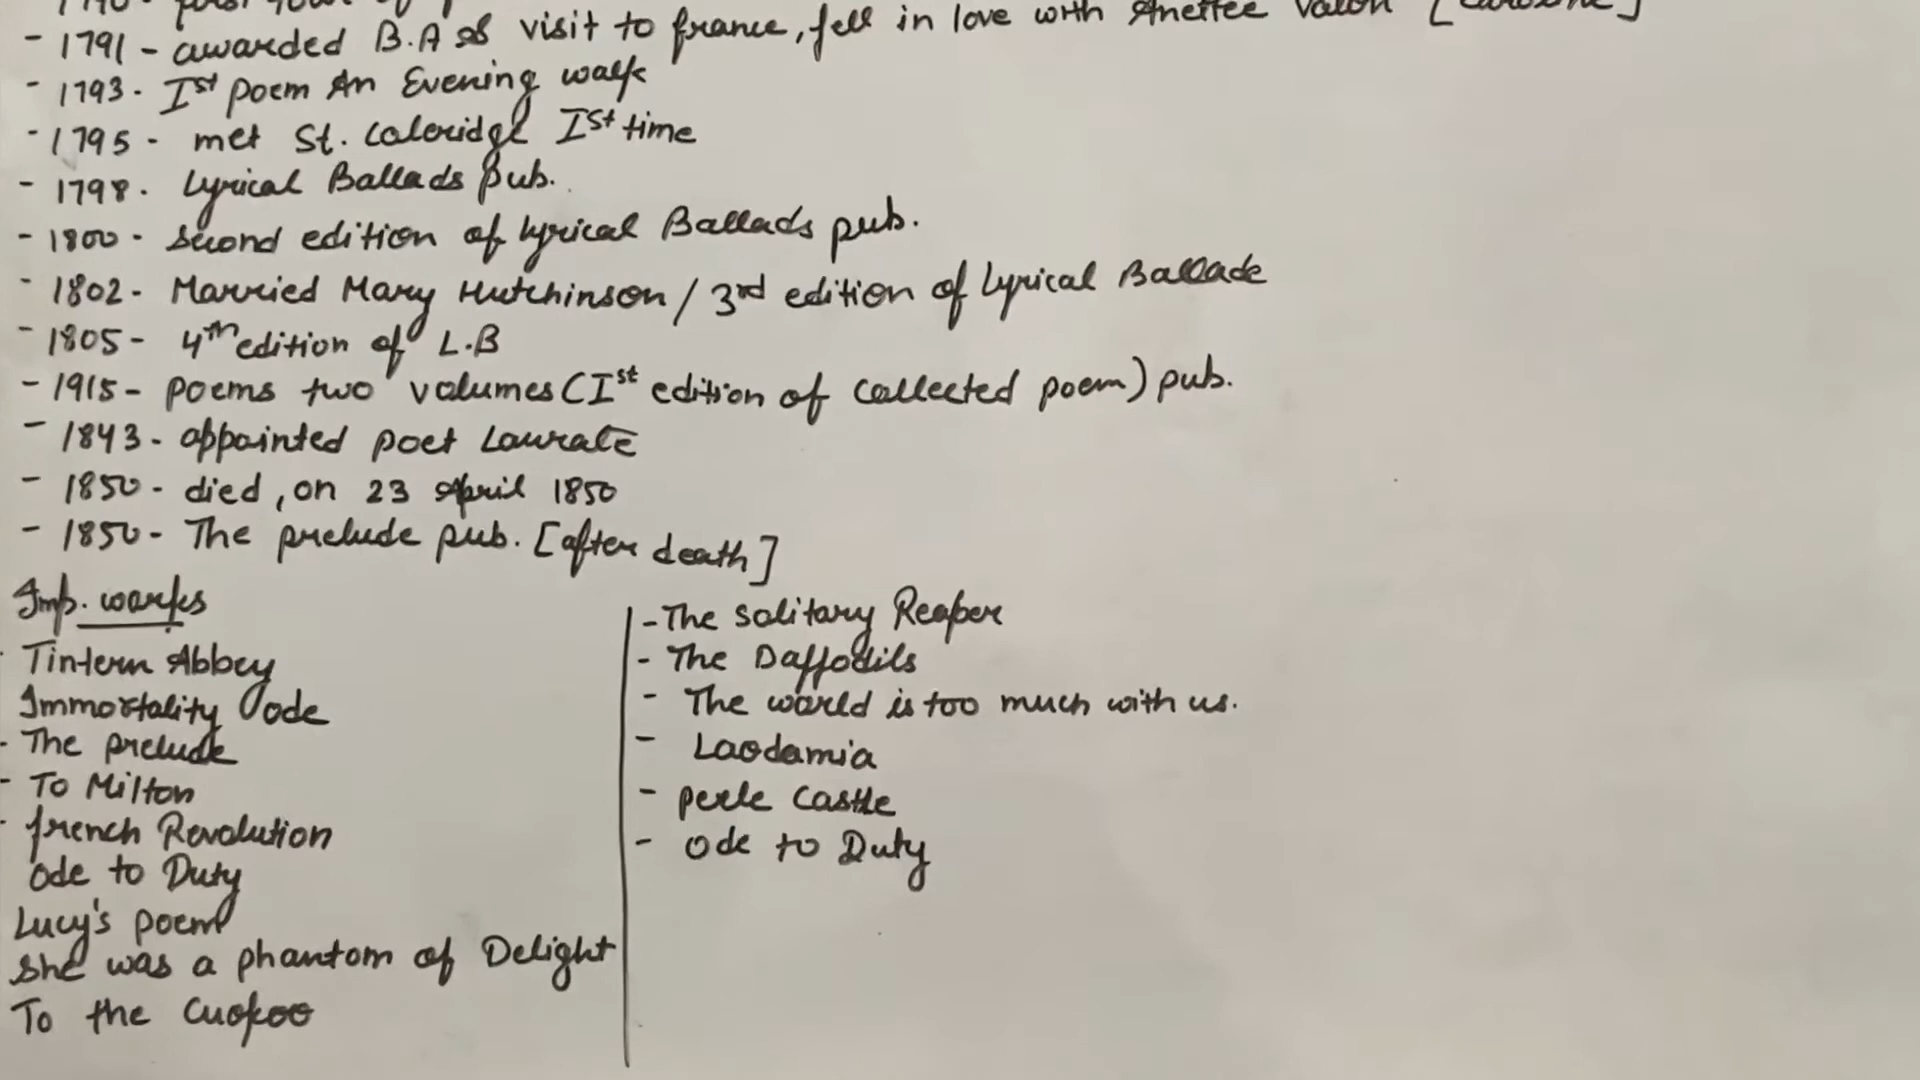 - 1791 - awarded B.A & visit to france, fell in love with Anettee Valon
- 1793 - Ist poem An Evening walk
- 1795 - met St. Coleridge Ist time
- 1798 - Lyrical Ballads pub.
- 1800 - Second edition of lyrical Ballads pub.
- 1802 - Married Mary Hutchinson / 3rd edition of Lyrical Ballade
- 1805 - 4th edition of L.B
- 1915 - poems two volumes (Ist edition of collected poem) pub.
- 1843 - appointed poet Laurate
- 1850 - died, on 23 April 1850
- 1850 - The prelude pub. [after death]
Imp. works
- Tintern Abbey
Immortality ode
- The prelude
- To Milton
- french Revolution
Ode to Duty
Lucy's poem
She was a phantom of Delight
To the Cuokoo
- The Solitary Reaper
- The Daffodils
- The world is too much with us.
- Laodamia
- peele Castle
- Ode to Duty